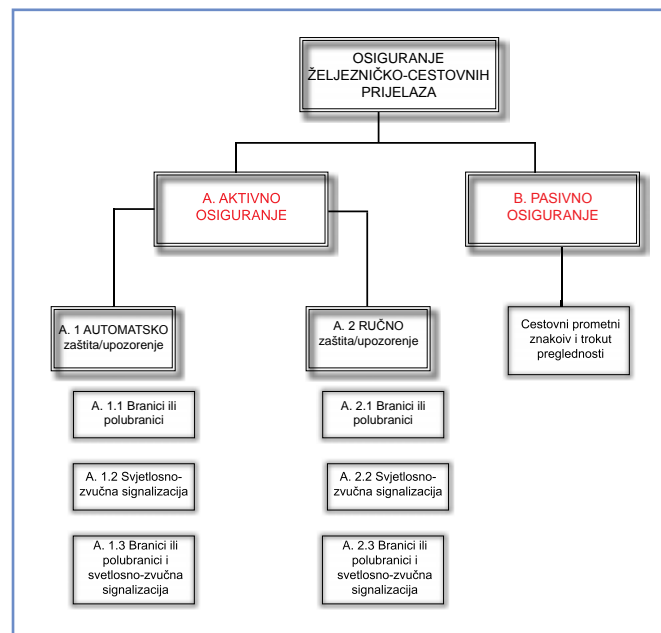 OSIGURANJE
ŽELJEZNIČKO-CESTOVNIH
PRIJELAZA
A. AKTIVNO
OSIGURANJE
B. PASIVNO
OSIGURANJE
A. 1 AUTOMATSKO
zaštita/upozorenje
A. 2 RUČNO
zaštita/upozorenje
Cestovni prometni
znakoiv i trokut
preglednosti
A. 1.1 Branici ili
polubranici
A. 2.1 Branici ili
polubranici
A. 1.2 Svjetlosno-
zvučna signalizacija
A. 2.2 Svjetlosno-
zvučna signalizacija
A. 1.3 Branici ili
polubranici i
svetlosno-zvučna
signalizacija
A. 2.3 Branici ili
polubranici i
svetlosno-zvučna
signalizacija